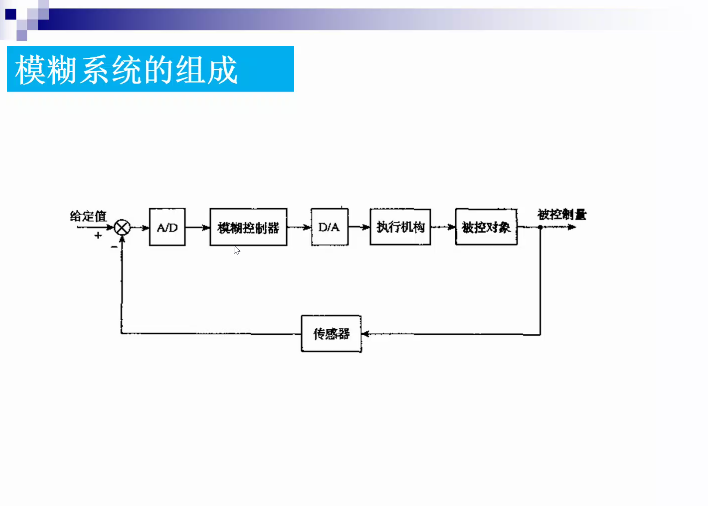 模糊系统的组成
给定值
被控制量
+
A/D
模糊控制器
D/A
执行机构
被控对象
−
传感器